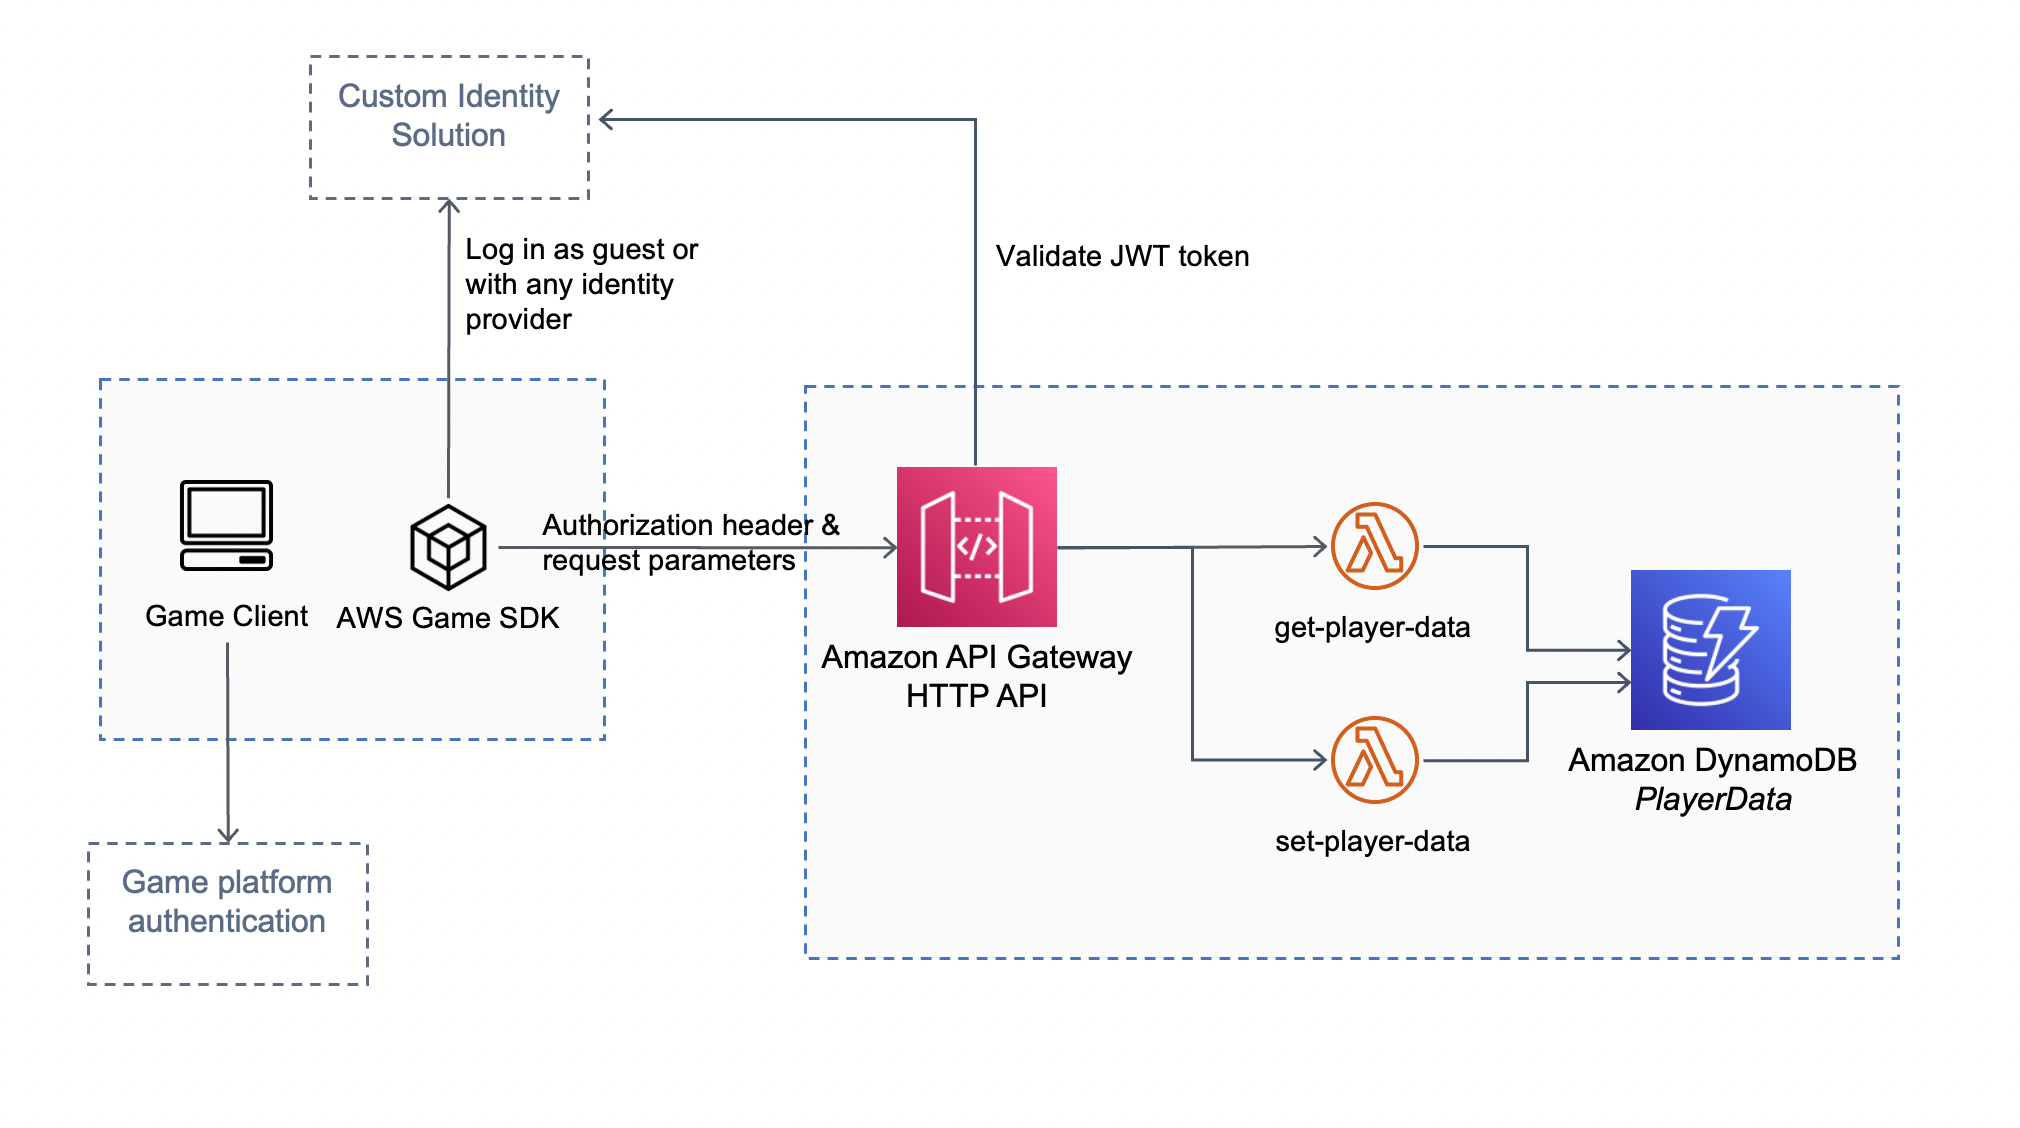 Custom Identity
Solution
Log in as guest or
with any identity
provider
Validate JWT token
Game Client
AWS Game SDK
Authorization header &
request parameters
Amazon API Gateway
HTTP API
get-player-data
set-player-data
Amazon DynamoDB
PlayerData
Game platform
authentication